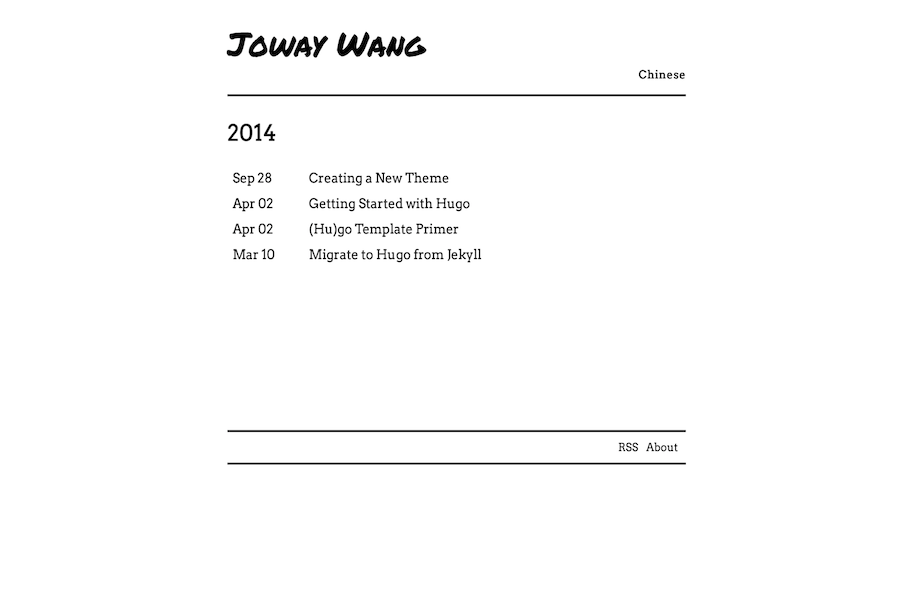 Joway Wang
Chinese
2014
Sep 28 Creating a New Theme
Apr 02 Getting Started with Hugo
Apr 02 (Hu)go Template Primer
Mar 10 Migrate to Hugo from Jekyll
RSS About